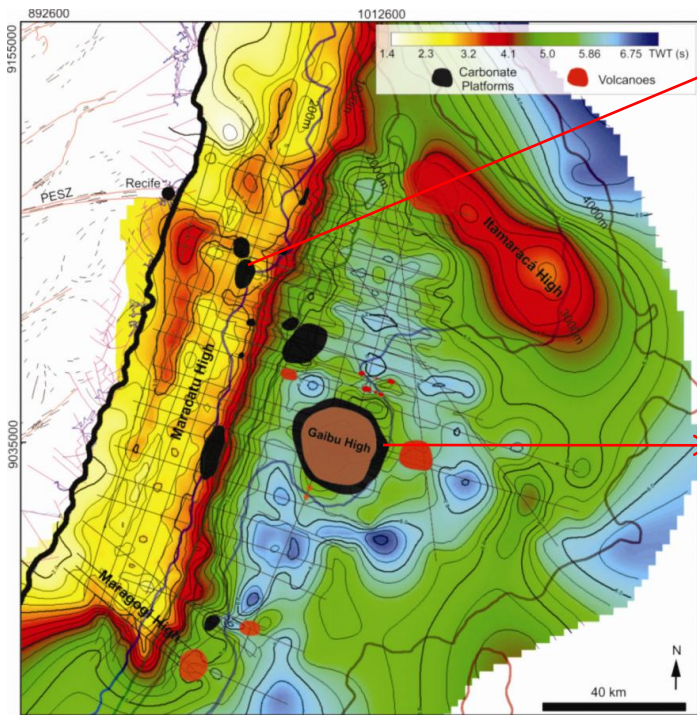 892600
1012600
9155000
1.4 2.3 3.2 4.1 5.0 5.86 6.75 TWT (s)
Carbonate
Platforms
Volcanoes
200m
2000m
4000m
Recife
PESZ
Itamaracá High
3000m
Maracatu High
Gaibu High
9035000
Maragogi High
N
40 km